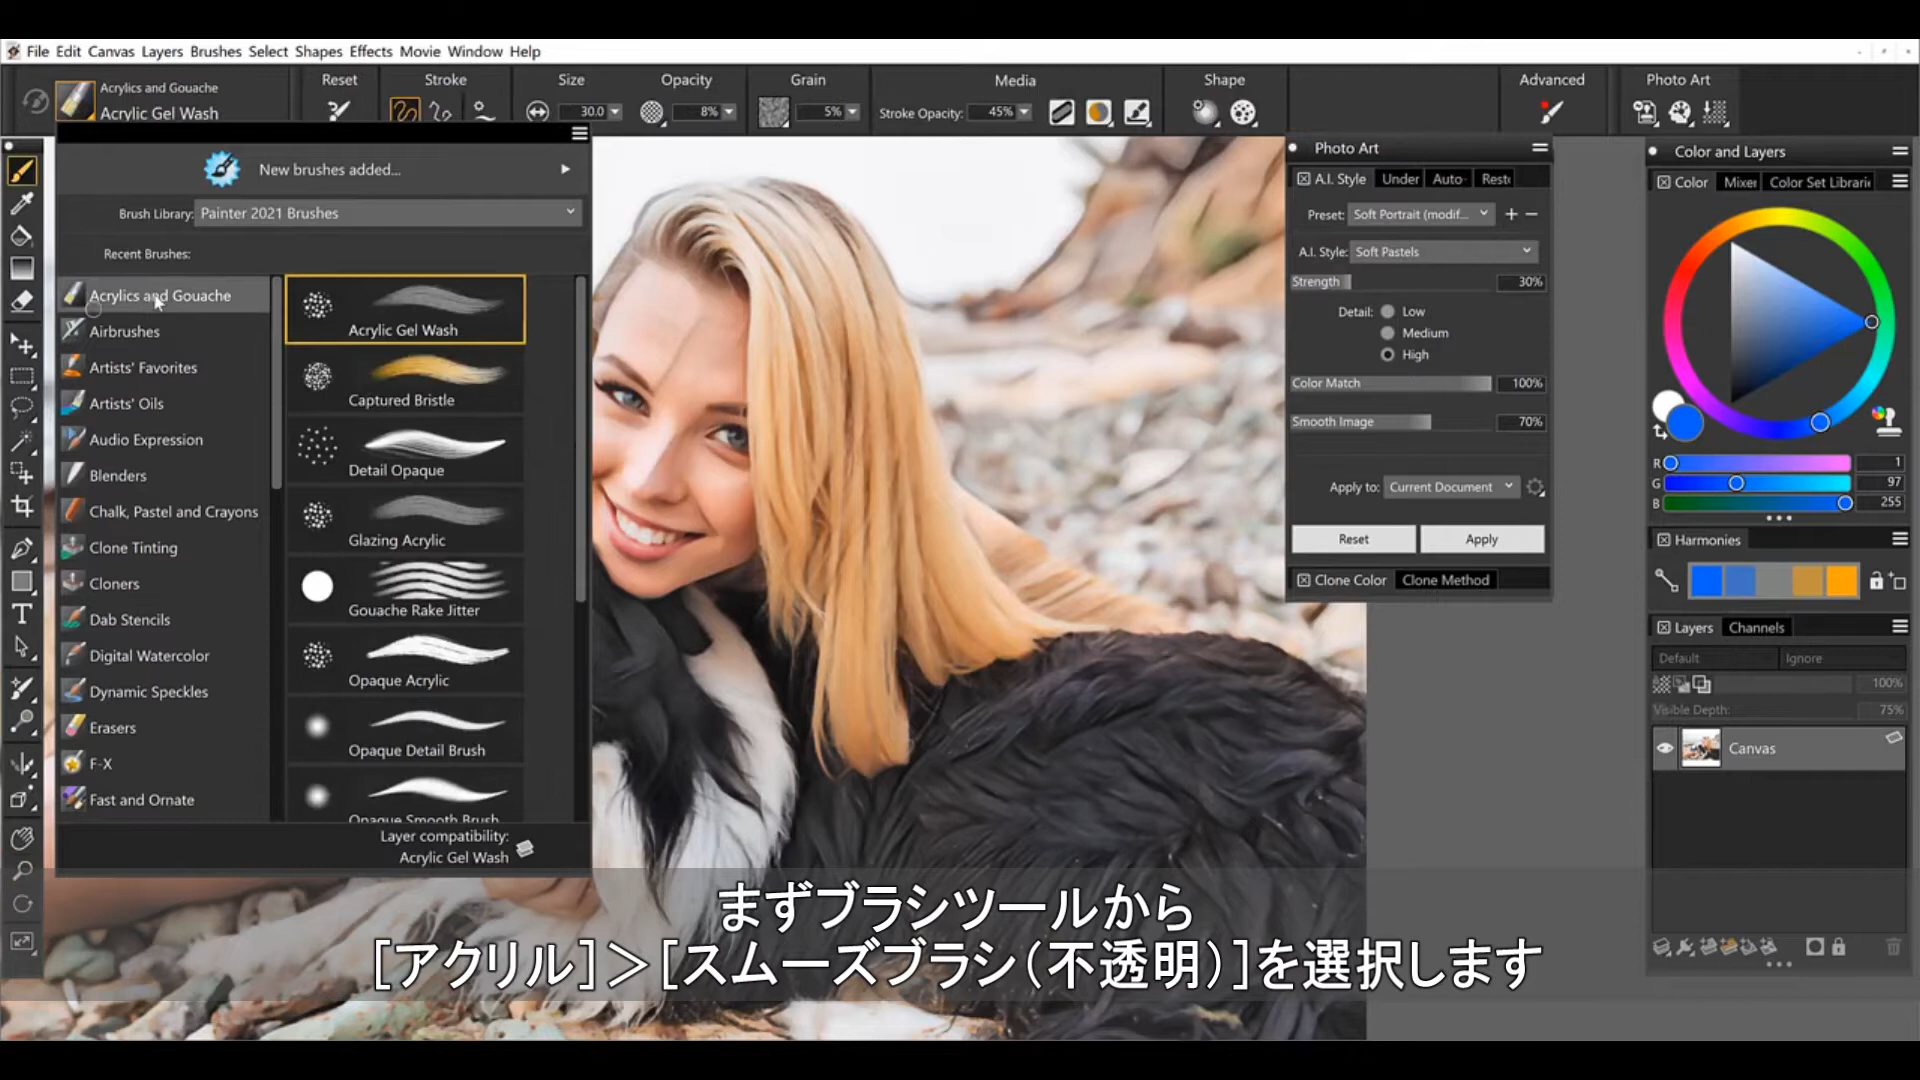 File Edit Canvas Layers Brushes Select Shapes Effects Movie Window Help
Acrylics and Gouache
Acrylic Gel Wash
Reset
Stroke
Size
30.0
Opacity
8%
Grain
5%
Media
Stroke Opacity: 45%
Shape
Advanced
Photo Art
New brushes added...
Brush Library: Painter 2021 Brushes
Recent Brushes:
Acrylics and Gouache
Airbrushes
Artists' Favorites
Artists' Oils
Audio Expression
Blenders
Chalk, Pastel and Crayons
Clone Tinting
Cloners
Dab Stencils
Digital Watercolor
Dynamic Speckles
Erasers
F-X
Fast and Ornate
Acrylic Gel Wash
Captured Bristle
Detail Opaque
Glazing Acrylic
Gouache Rake Jitter
Opaque Acrylic
Opaque Detail Brush
Opaque Smooth Brush
Layer compatibility:
Acrylic Gel Wash
Photo Art
A.I. Style Under Auto- Rest
Preset: Soft Portrait (modif...
A.I. Style: Soft Pastels
Strength 30%
Detail: Low
Medium
High
Color Match 100%
Smooth Image 70%
Apply to: Current Document
Reset Apply
Clone Color Clone Method
Color and Layers
Color Mixer Color Set Librari
R 1
G 97
B 255
Harmonies
Layers Channels
Default Ignore
100%
Visible Depth: 75%
Canvas
まずブラシツールから
[アクリル]>[スムーズブラシ(不透明)]を選択します